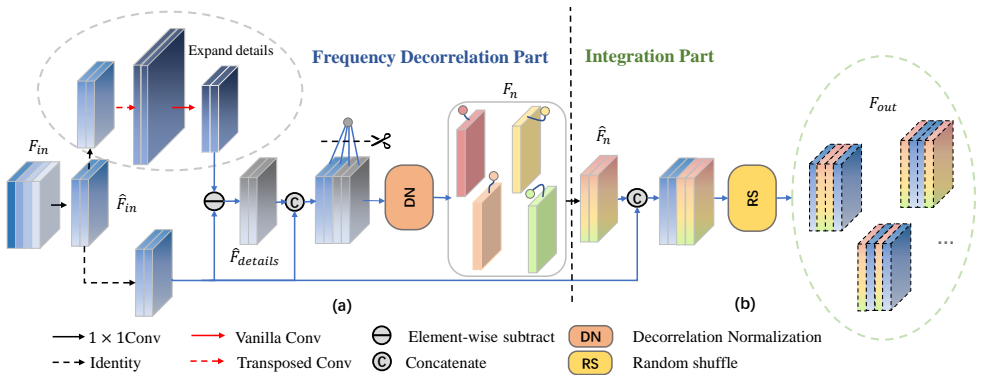 Expand details
Frequency Decorrelation Part
Integration Part
F_n
F_out
F_in
F̂_in
F̂_n
C
C
DN
RS
F̂_details
...
(a)
(b)
1 × 1Conv
Vanilla Conv
Element-wise subtract
DN
Decorrelation Normalization
Identity
Transposed Conv
C
Concatenate
RS
Random shuffle